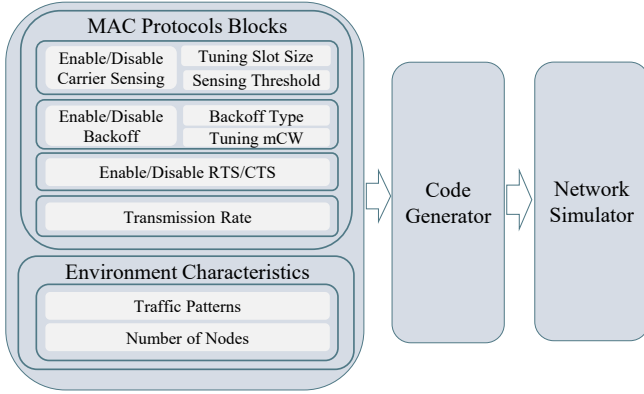 MAC Protocols Blocks
Enable/Disable
Carrier Sensing
Tuning Slot Size
Sensing Threshold
Enable/Disable
Backoff
Backoff Type
Tuning mCW
Enable/Disable RTS/CTS
Transmission Rate
Environment Characteristics
Traffic Patterns
Number of Nodes
Code
Generator
Network
Simulator